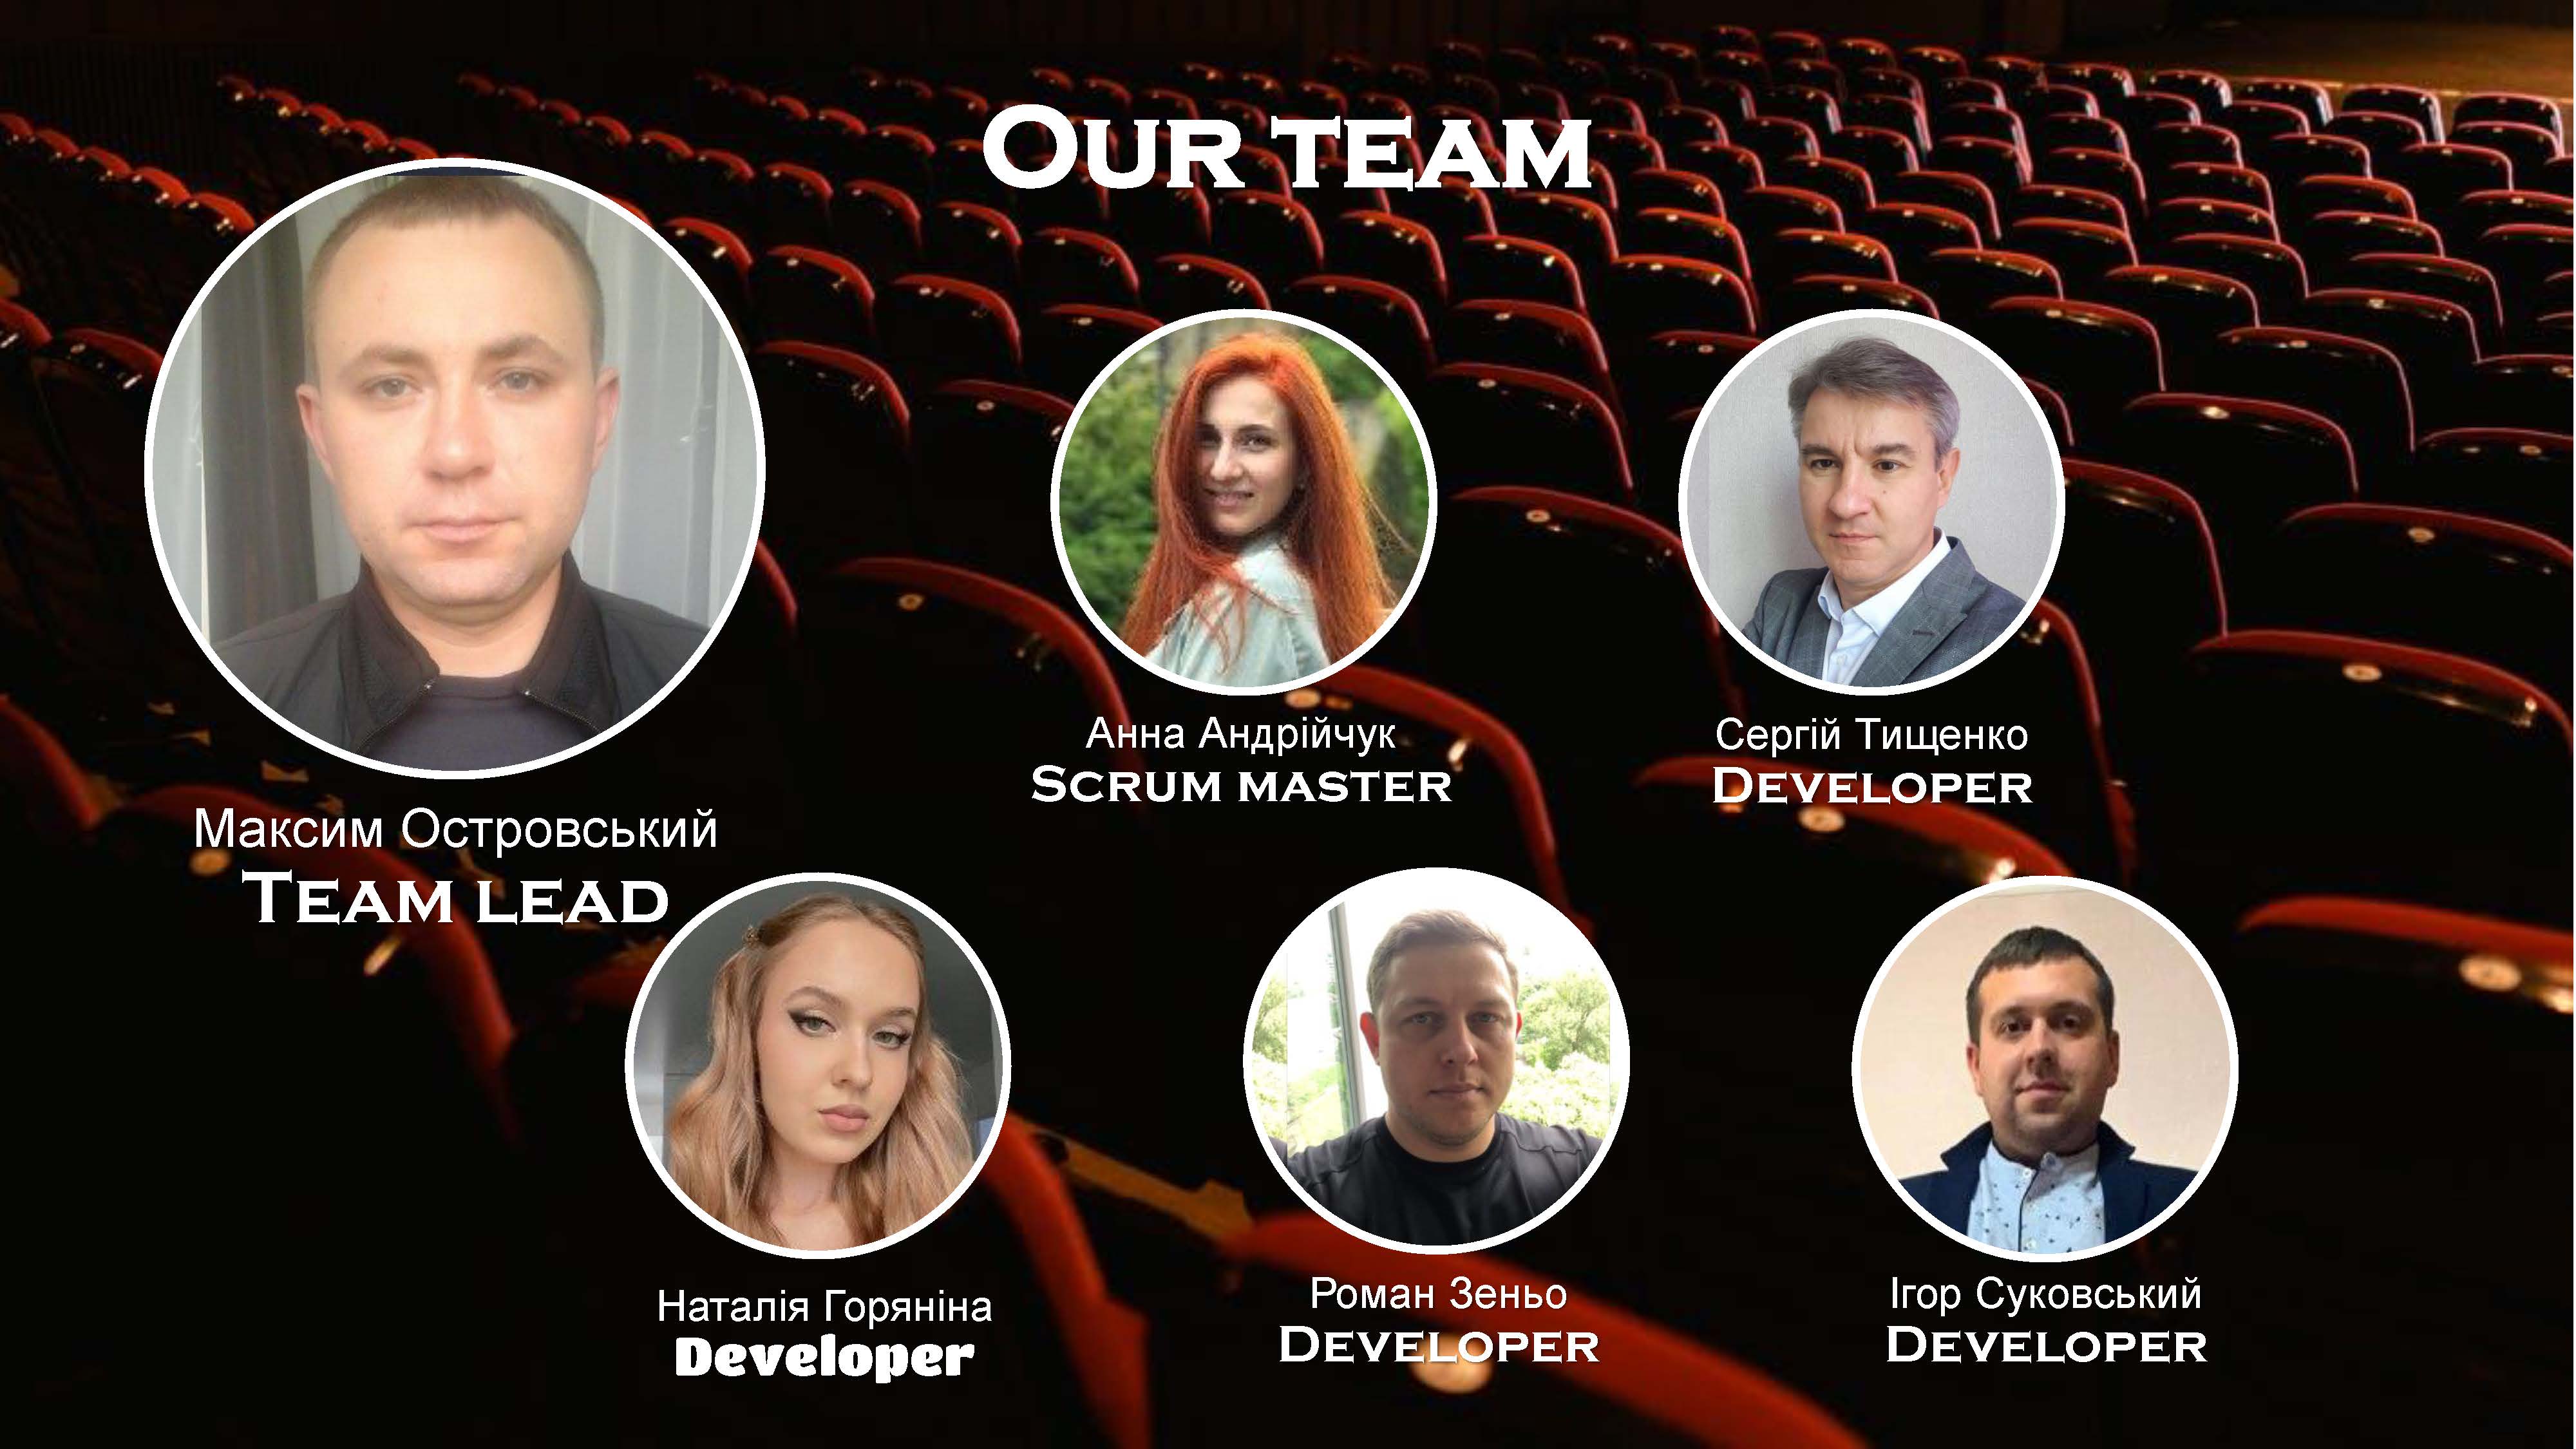 OUR TEAM
Максим Островський
TEAM LEAD
Анна Андрійчук
SCRUM MASTER
Сергій Тищенко
DEVELOPER
Наталія Горяніна
Developer
Роман Зеньо
DEVELOPER
Ігор Суковський
DEVELOPER